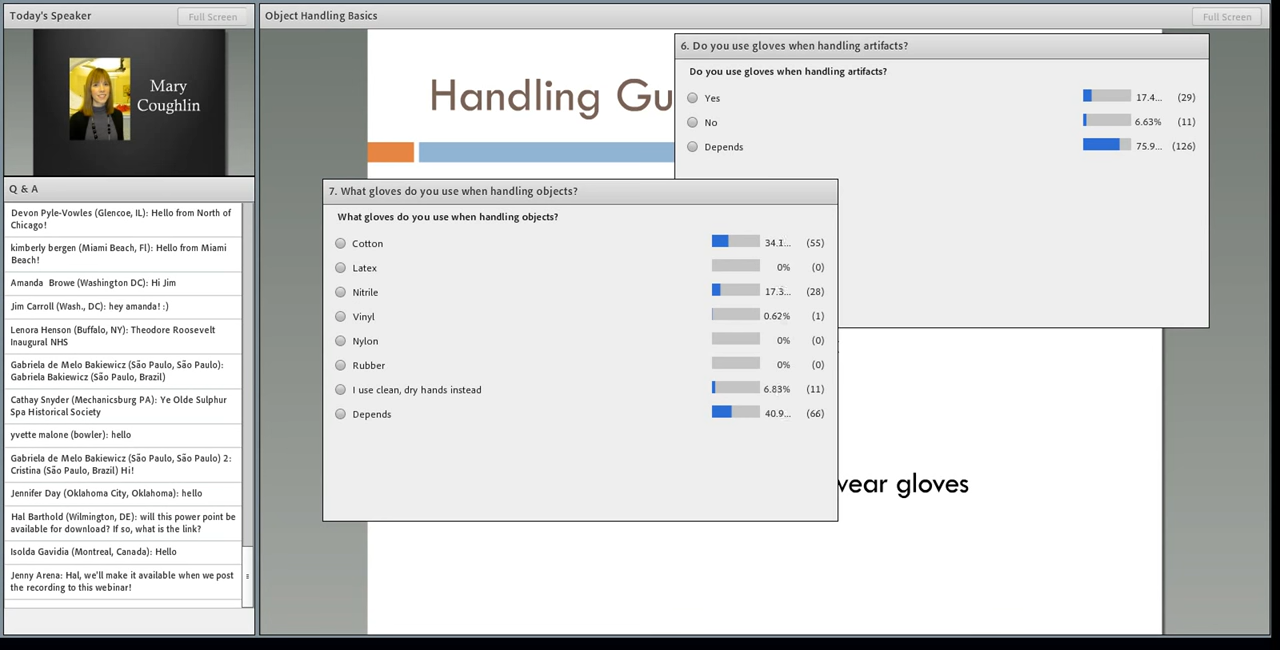 Today's Speaker
Full Screen
Mary
Coughlin
Q & A
Devon Pyle-Vowles (Glencoe, IL): Hello from North of
Chicago!
kimberly bergen (Miami Beach, Fl): Hello from Miami
Beach!
Amanda Browe (Washington DC): Hi Jim
Jim Carroll (Wash., DC): hey amanda! :)
Lenora Henson (Buffalo, NY): Theodore Roosevelt
Inaugural NHS
Gabriela de Melo Bakiewicz (São Paulo, São Paulo):
Gabriela Bakiewicz (São Paulo, Brazil)
Cathay Snyder (Mechanicsburg PA): Ye Olde Sulphur
Spa Historical Society
yvette malone (bowler): hello
Gabriela de Melo Bakiewicz (São Paulo, São Paulo) 2:
Cristina (São Paulo, Brazil) Hi!
Jennifer Day (Oklahoma City, Oklahoma): hello
Hal Barthold (Wilmington, DE): will this power point be
available for download? If so, what is the link?
Isolda Gavidia (Montreal, Canada): Hello
Jenny Arena: Hal, we'll make it available when we post
the recording to this webinar!
Object Handling Basics
Full Screen
Handling Gu
6. Do you use gloves when handling artifacts?
Do you use gloves when handling artifacts?
Yes 17.4... (29)
No 6.63% (11)
Depends 75.9... (126)
7. What gloves do you use when handling objects?
What gloves do you use when handling objects?
Cotton 34.1... (55)
Latex 0% (0)
Nitrile 17.3... (28)
Vinyl 0.62% (1)
Nylon 0% (0)
Rubber 0% (0)
I use clean, dry hands instead 6.83% (11)
Depends 40.9... (66)
wear gloves